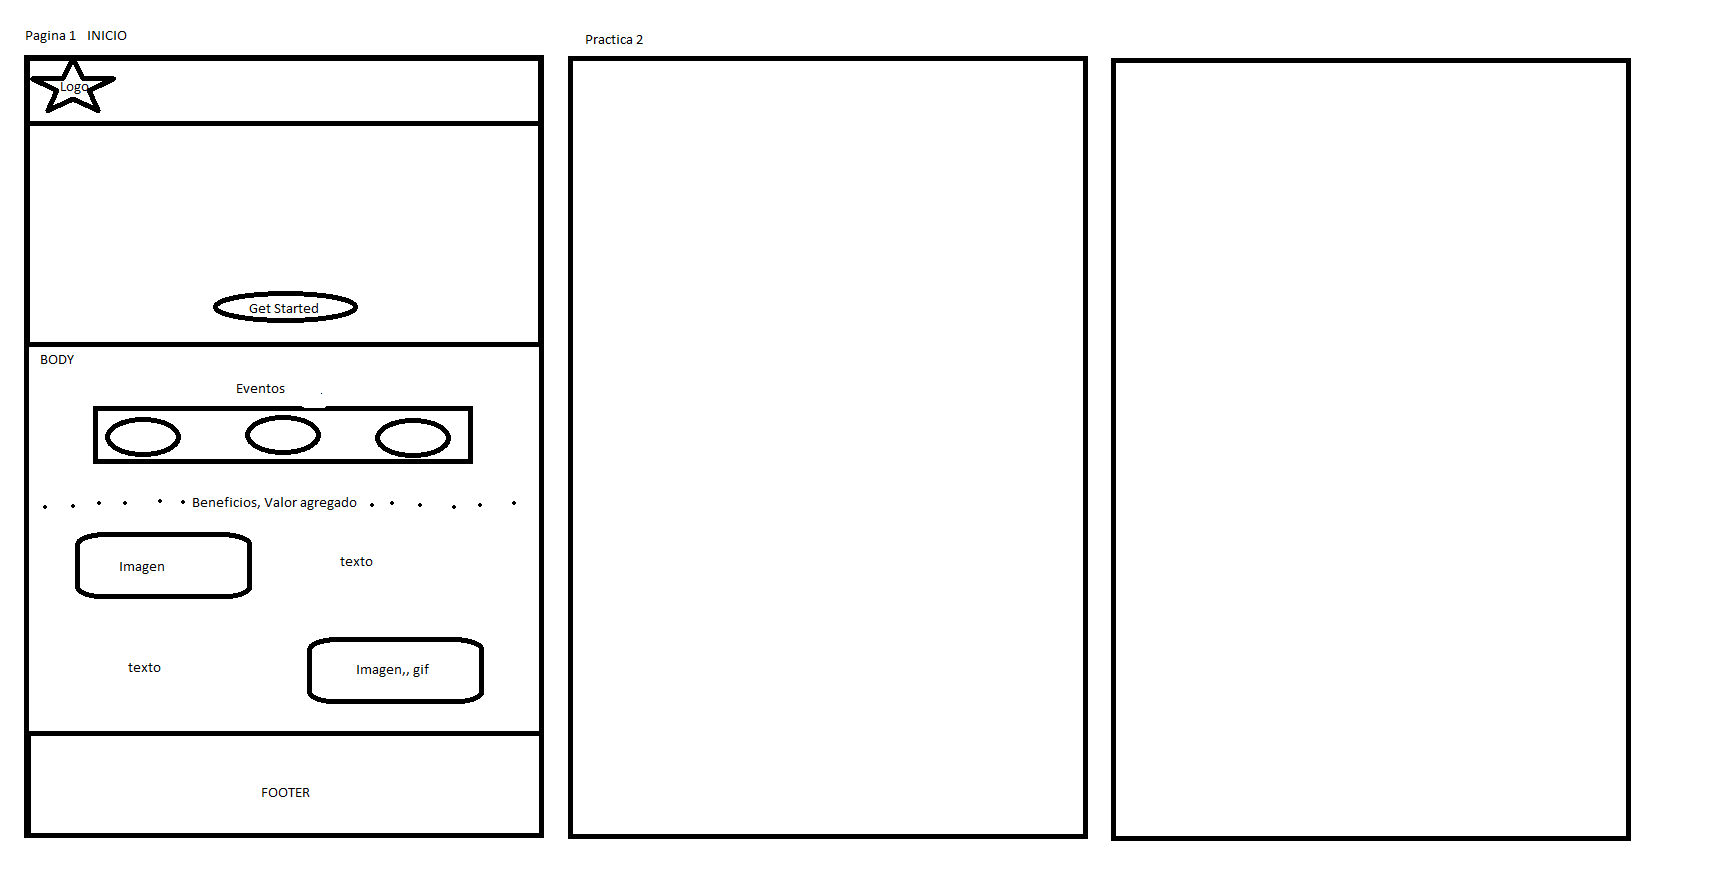 Pagina 1 INICIO
Practica 2
Logo
Get Started
BODY
Eventos
Beneficios, Valor agregado
Imagen
texto
texto
Imagen,, gif
FOOTER